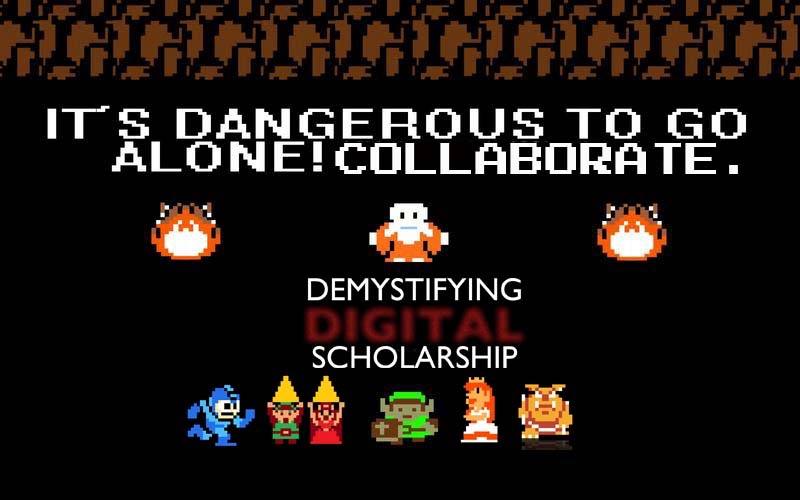 IT'S DANGEROUS TO GO
ALONE! COLLABORATE.
DEMYSTIFYING
DIGITAL
SCHOLARSHIP